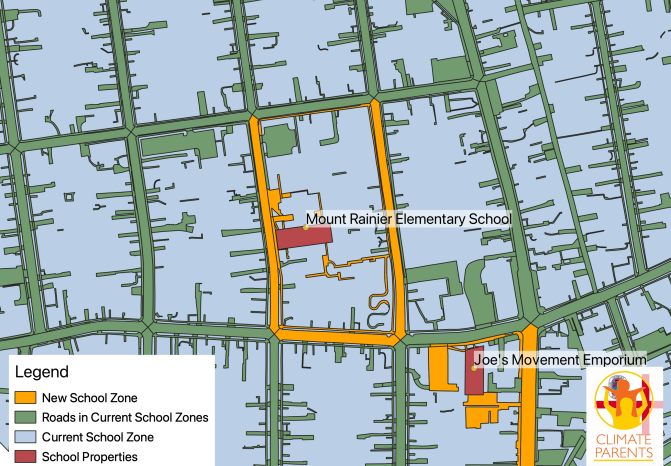 Mount Rainier Elementary School
Joe's Movement Emporium
Legend
New School Zone
Roads in Current School Zones
Current School Zone
School Properties
CLIMATE
PARENTS